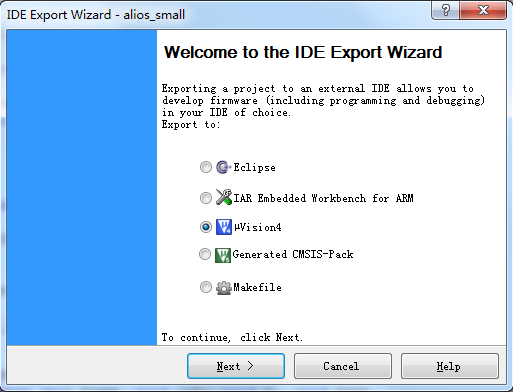 IDE Export Wizard - alios_small
Welcome to the IDE Export Wizard
Exporting a project to an external IDE allows you to
develop firmware (including programming and debugging)
in your IDE of choice.
Export to:
Eclipse
IAR Embedded Workbench for ARM
µVision4
Generated CMSIS-Pack
Makefile
To continue, click Next.
Next >
Cancel
Help